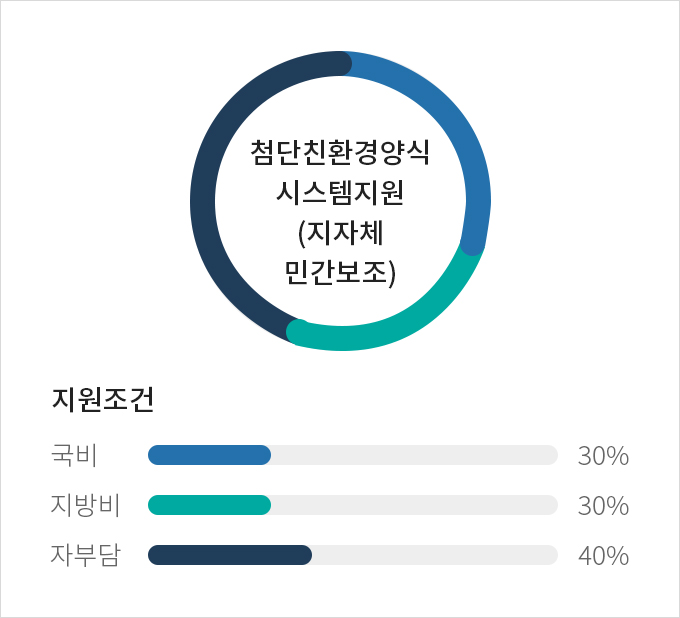 첨단친환경양식
시스템지원
(지자체
민간보조)
지원조건
국비 30%
지방비 30%
자부담 40%